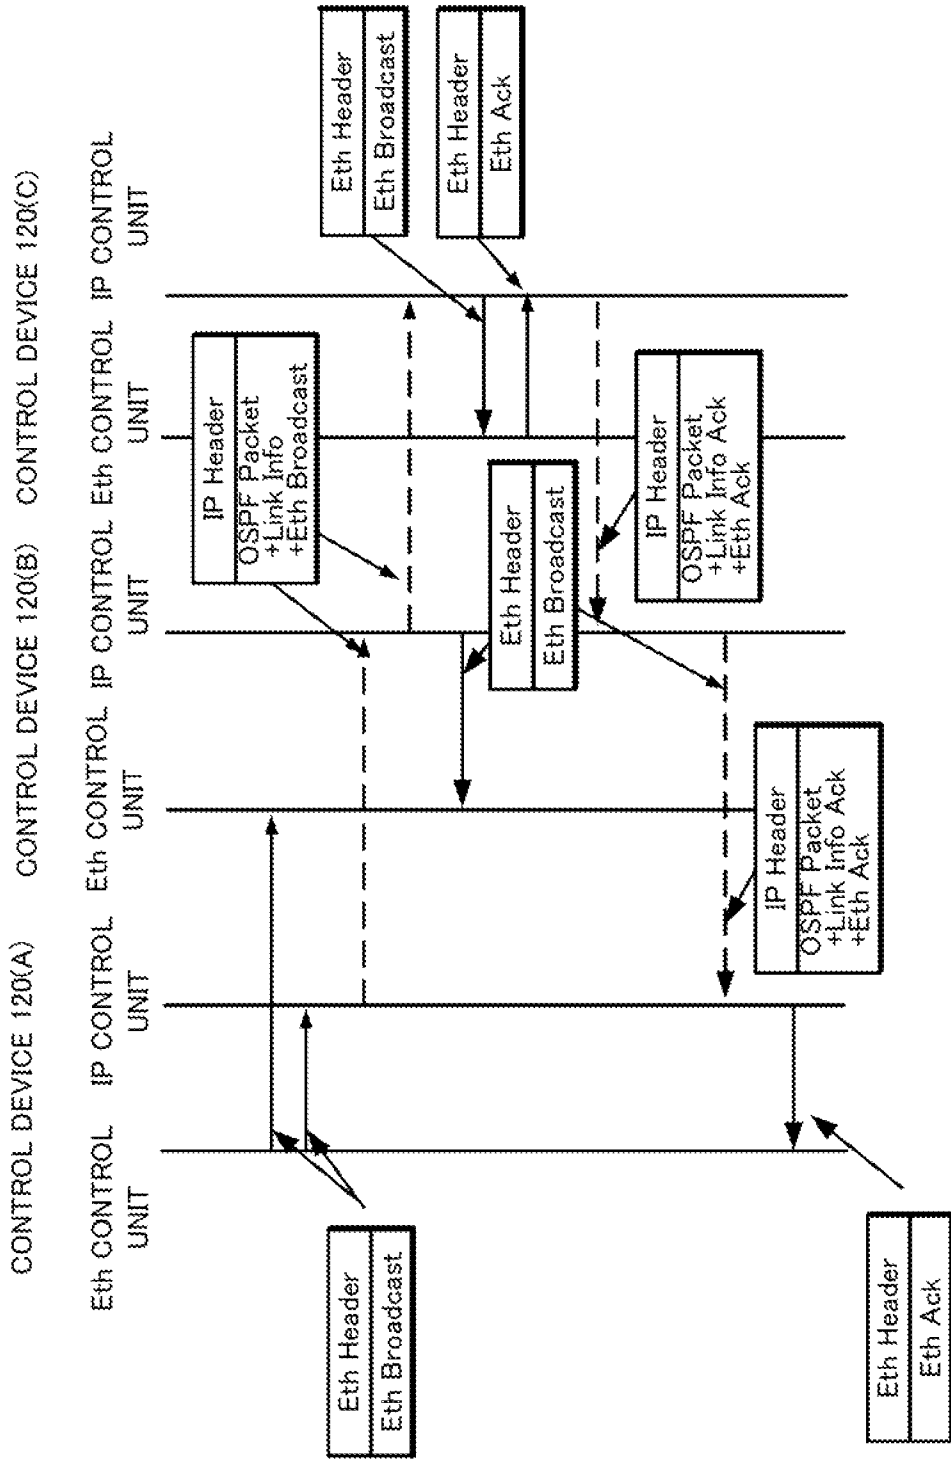 CONTROL DEVICE 120(A)
CONTROL DEVICE 120(B)
CONTROL DEVICE 120(C)
Eth CONTROL
UNIT
IP CONTROL
UNIT
Eth CONTROL
UNIT
IP CONTROL
UNIT
Eth CONTROL
UNIT
IP CONTROL
UNIT
IP Header
OSPF Packet
+Link Info
+Eth Broadcast
Eth Header
Eth Broadcast
Eth Header
Eth Broadcast
Eth Header
Ack
Eth Header
Eth Broadcast
IP Header
OSPF Packet
+Link Info Ack
+Eth Ack
IP Header
OSPF Packet
+Link Info Ack
+Eth Ack
Eth Header
Eth Ack